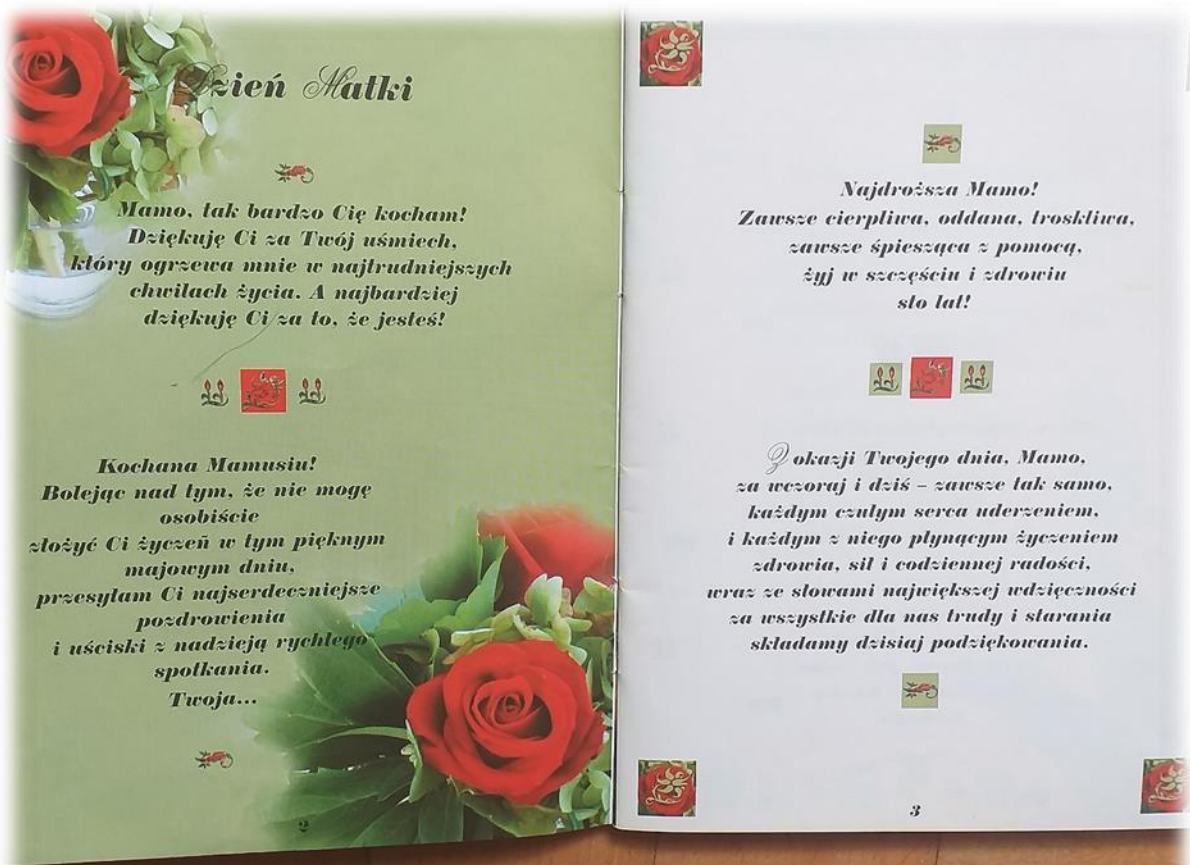 Dzień Matki
Mamo, tak bardzo Cię kocham!
Dziękuję Ci za Twój uśmiech,
który ogrzewa mnie w najtrudniejszych
chwilach życia. A najbardziej
dziękuję Ci za to, że jesteś!
Kochana Mamusiu!
Bolejąc nad tym, że nie mogę
osobiście
złożyć Ci życzeń w tym pięknym
majowym dniu,
przesyłam Ci najserdeczniejsze
pozdrowienia
i uściski z nadzieją rychłego
spotkania.
Twoja...
2
Najdroższa Mamo!
Zawsze cierpliwa, oddana, troskliwa,
zawsze śpiesząca z pomocą,
żyj w szczęściu i zdrowiu
sto lat!
Z okazji Twojego dnia, Mamo,
za wczoraj i dziś – zawsze tak samo,
każdym czułym serca uderzeniem,
i każdym z niego płynącym życzeniem
zdrowia, sił i codziennej radości,
wraz ze słowami największej wdzięczności
za wszystkie dla nas trudy i starania
składamy dzisiaj podziękowania.
3